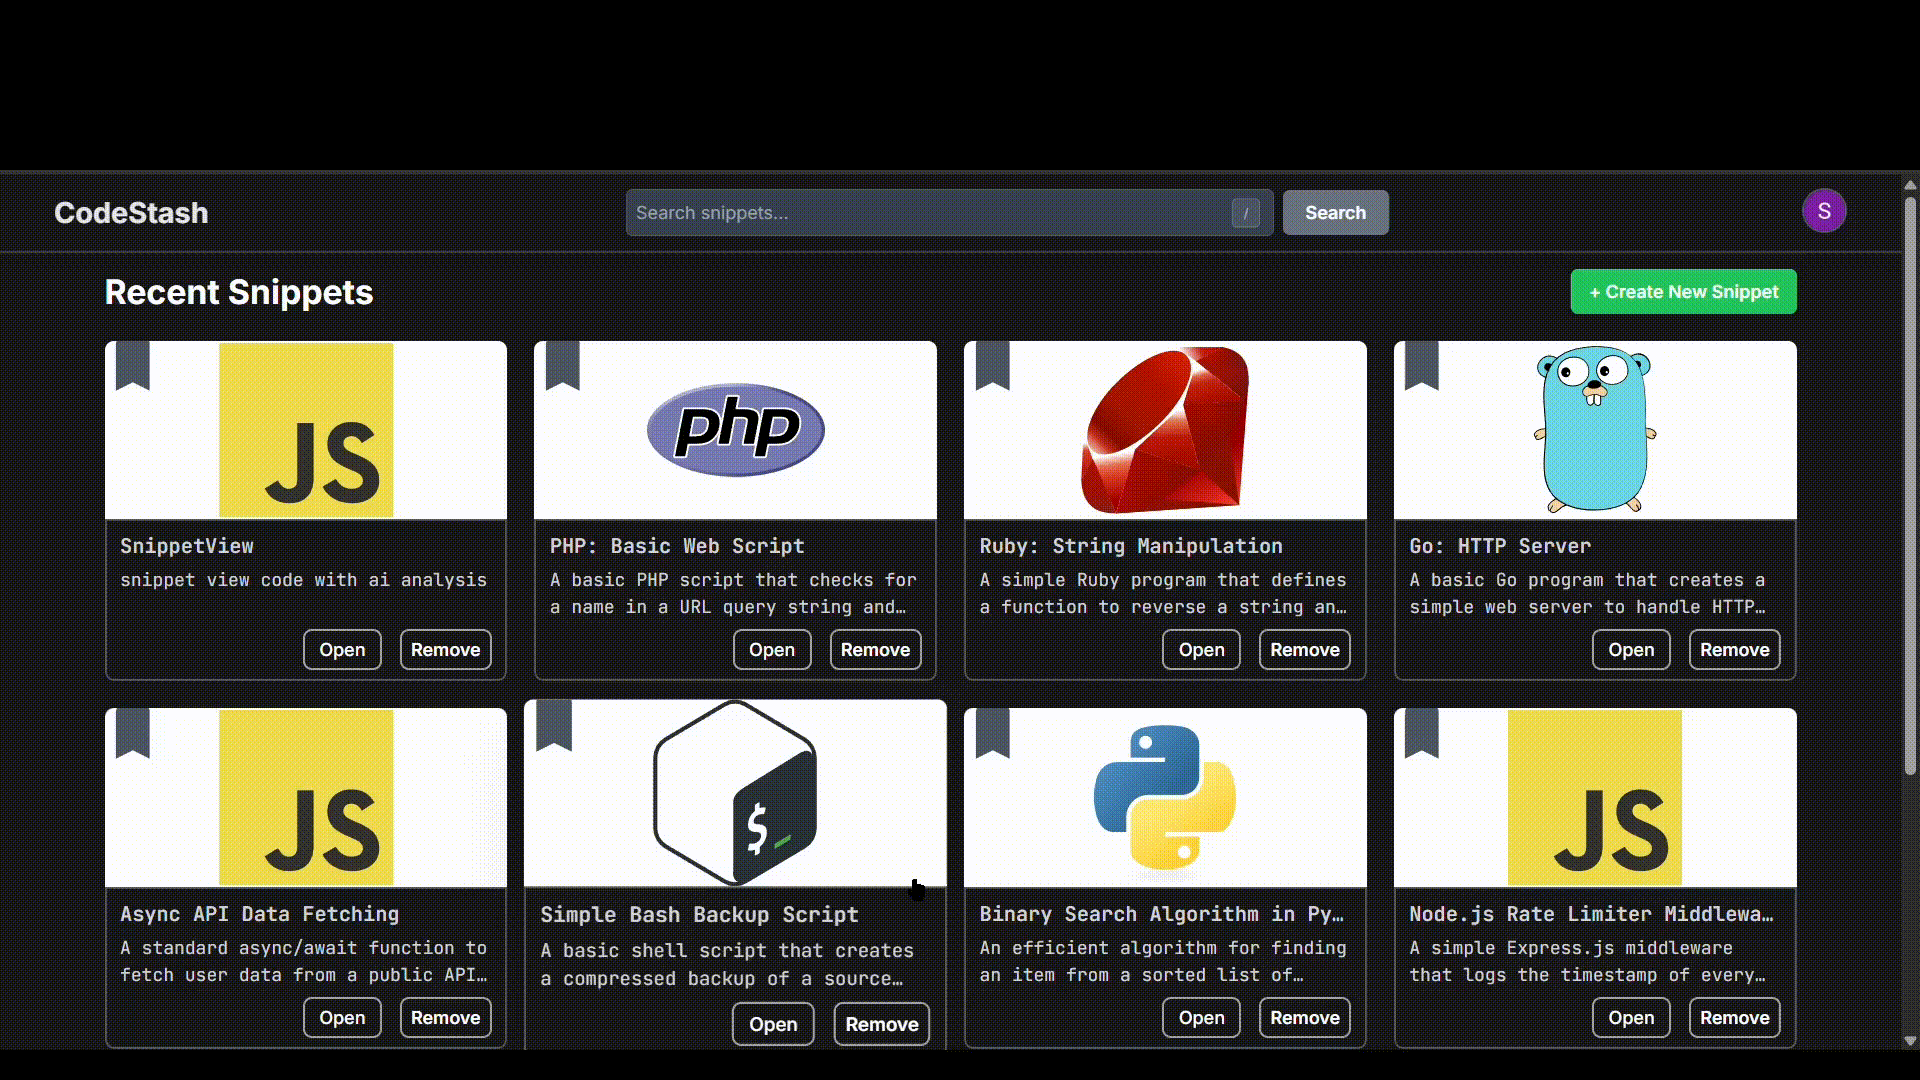 CodeStash
Search snippets...
/
Search
S
Recent Snippets
+ Create New Snippet
JS
php
SnippetView
snippet view code with ai analysis
Open
Remove
PHP: Basic Web Script
A basic PHP script that checks for
a name in a URL query string and…
Open
Remove
Ruby: String Manipulation
A simple Ruby program that defines
a function to reverse a string an…
Open
Remove
Go: HTTP Server
A basic Go program that creates a
simple web server to handle HTTP…
Open
Remove
JS
$_
JS
Async API Data Fetching
A standard async/await function to
fetch user data from a public API…
Open
Remove
Simple Bash Backup Script
A basic shell script that creates
a compressed backup of a source…
Open
Remove
Binary Search Algorithm in Py…
An efficient algorithm for finding
an item from a sorted list of…
Open
Remove
Node.js Rate Limiter Middlewa…
A simple Express.js middleware
that logs the timestamp of every…
Open
Remove